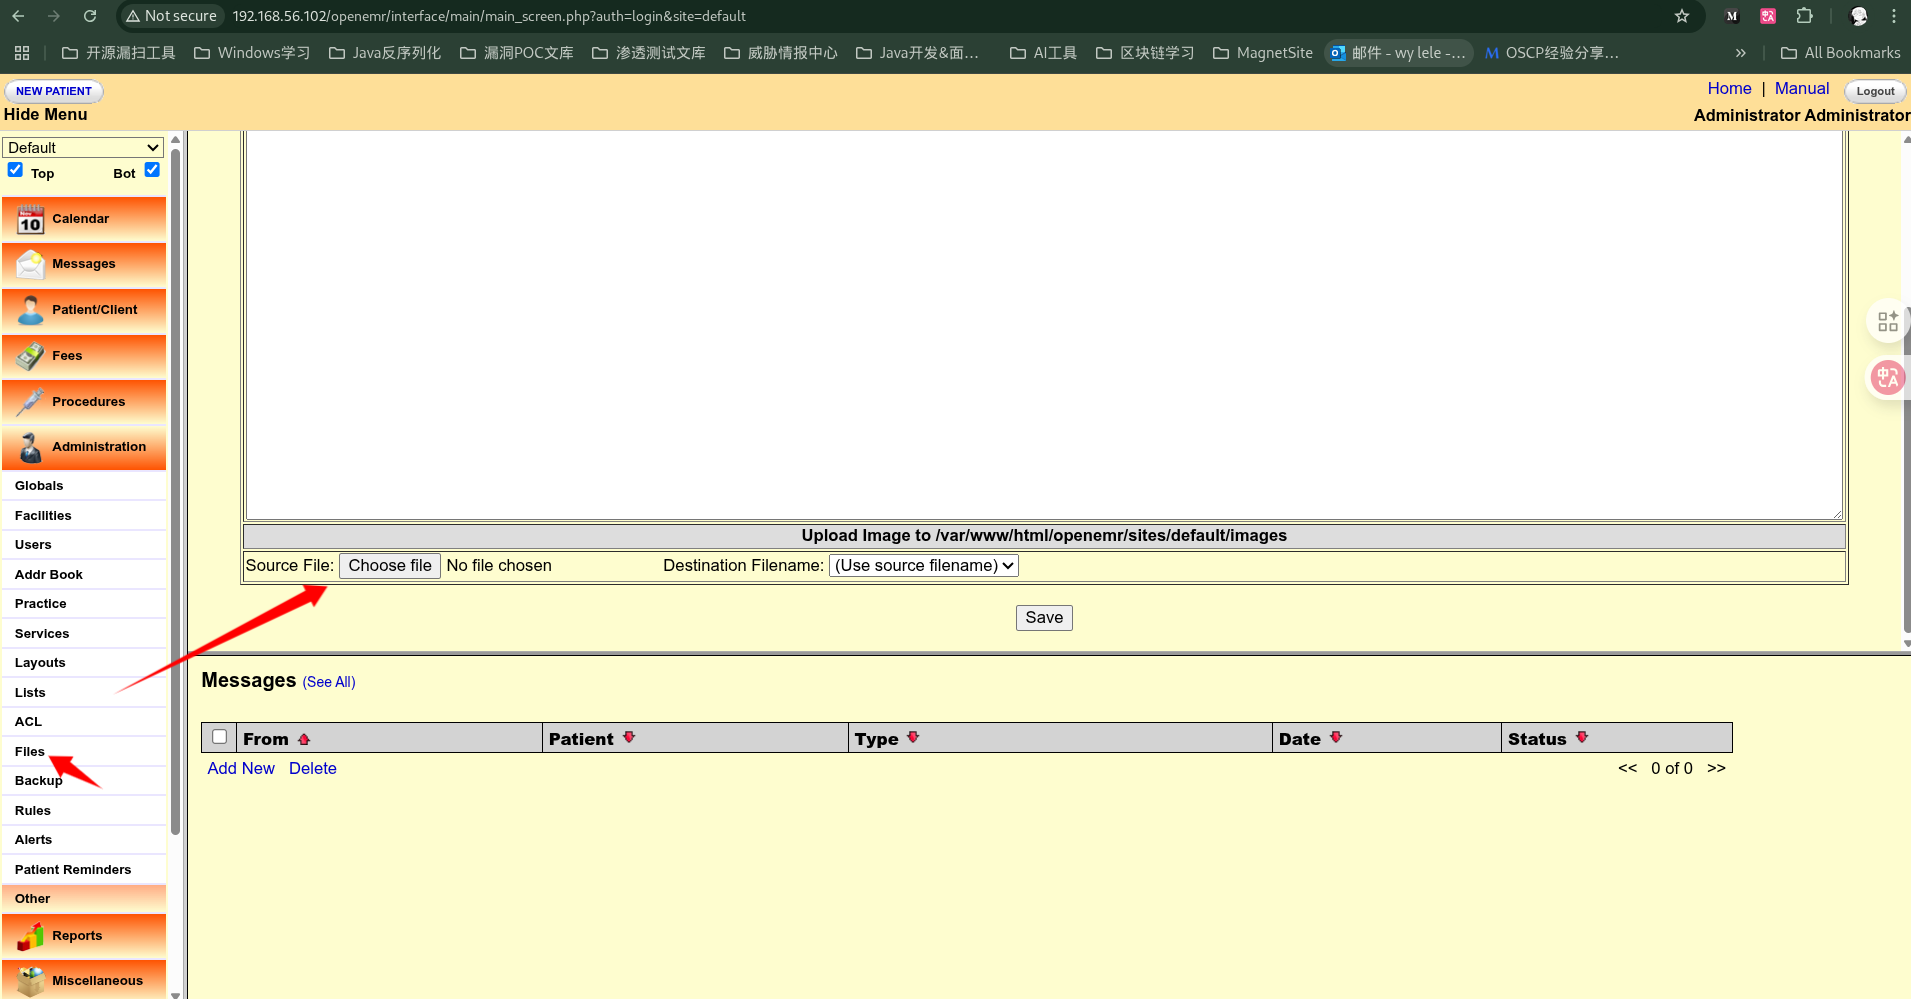 Not secure 192.168.56.102/openemr/interface/main/main_screen.php?auth=login&site=default
开源漏扫工具 Windows学习 Java反序列化 漏洞POC文库 渗透测试文库 威胁情报中心 Java开发&面... AI工具 区块链学习 MagnetSite 邮件 - wy lele -... OSCP经验分享... » All Bookmarks
NEW PATIENT
Hide Menu
Home | Manual Logout
Administrator Administrator
Default
Top Bot
Calendar
Messages
Patient/Client
Fees
Procedures
Administration
Globals
Facilities
Users
Addr Book
Practice
Services
Layouts
Lists
ACL
Files
Backup
Rules
Alerts
Patient Reminders
Other
Reports
Miscellaneous
Upload Image to /var/www/html/openemr/sites/default/images
Source File: Choose file No file chosen Destination Filename: (Use source filename)
Save
Messages (See All)
From Patient Type Date Status
Add New Delete << 0 of 0 >>